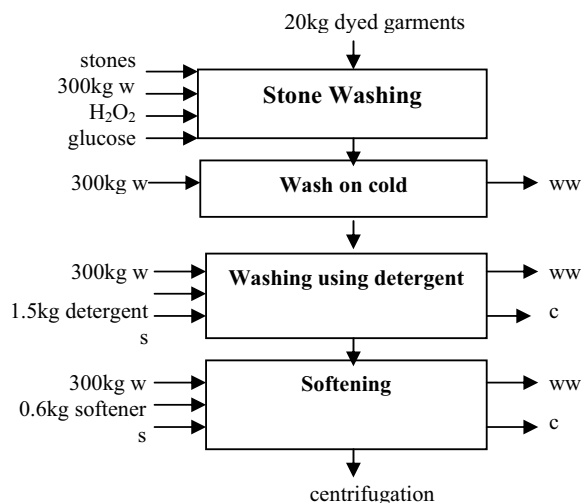 20kg dyed garments
stones
300kg w
H₂O₂
glucose
Stone Washing
300kg w
Wash on cold
ww
300kg w
1.5kg detergent
s
Washing using detergent
ww
c
300kg w
0.6kg softener
s
Softening
ww
c
centrifugation